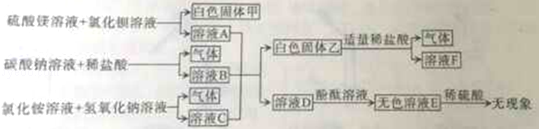 硫酸镁溶液+氯化钡溶液
白色固体甲
溶液A
碳酸钠溶液+稀盐酸
气体
溶液B
氯化铵溶液+氢氧化钠溶液
气体
溶液C
白色固体乙
适量稀盐酸
气体
溶液F
溶液D
酚酞溶液
无色溶液E
稀硫酸
无现象